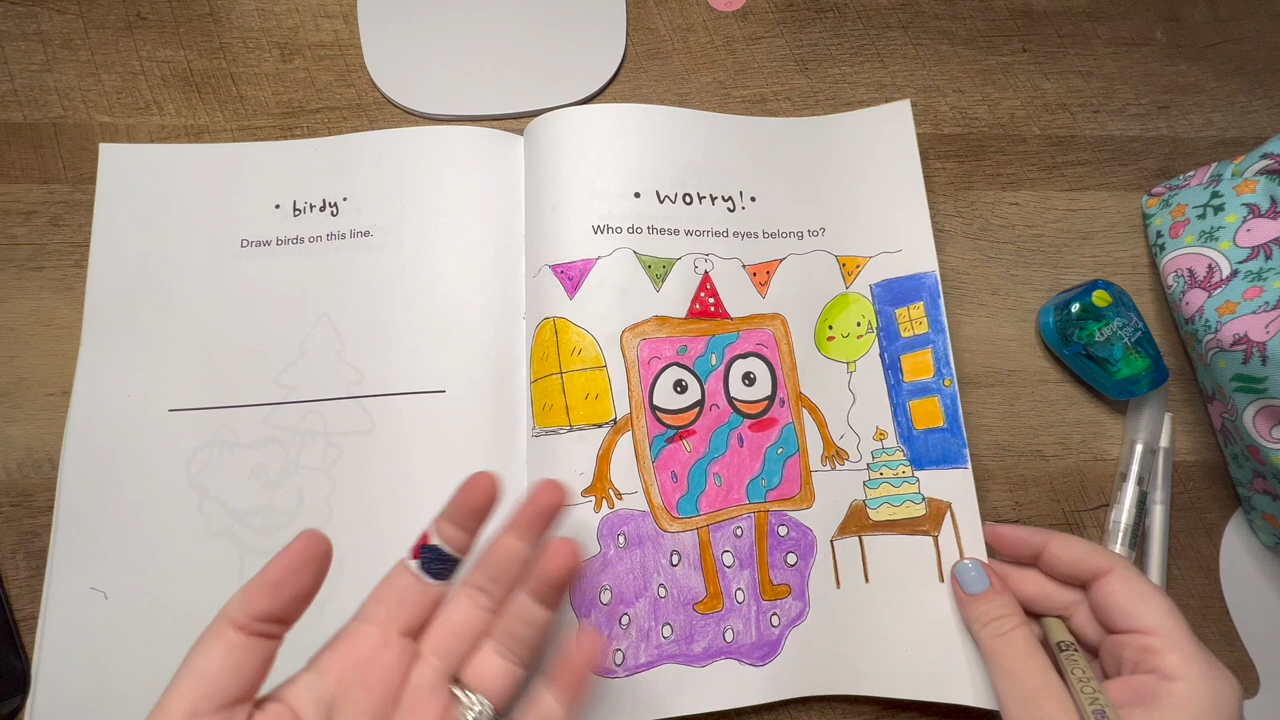 • birdy •
Draw birds on this line.
• worry! •
Who do these worried eyes belong to?
MICRON